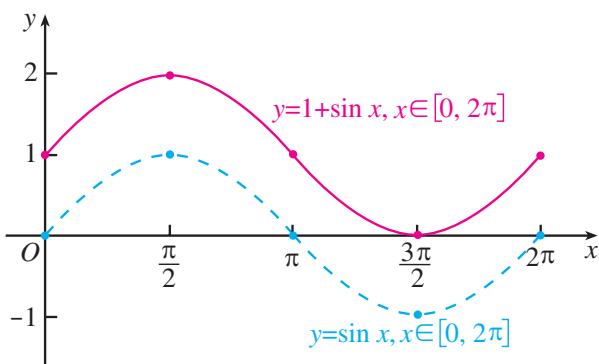 y
2
y=1+sin x, x∈[0, 2π]
1
O π/2 π 3π/2 2π x
-1
y=sin x, x∈[0, 2π]